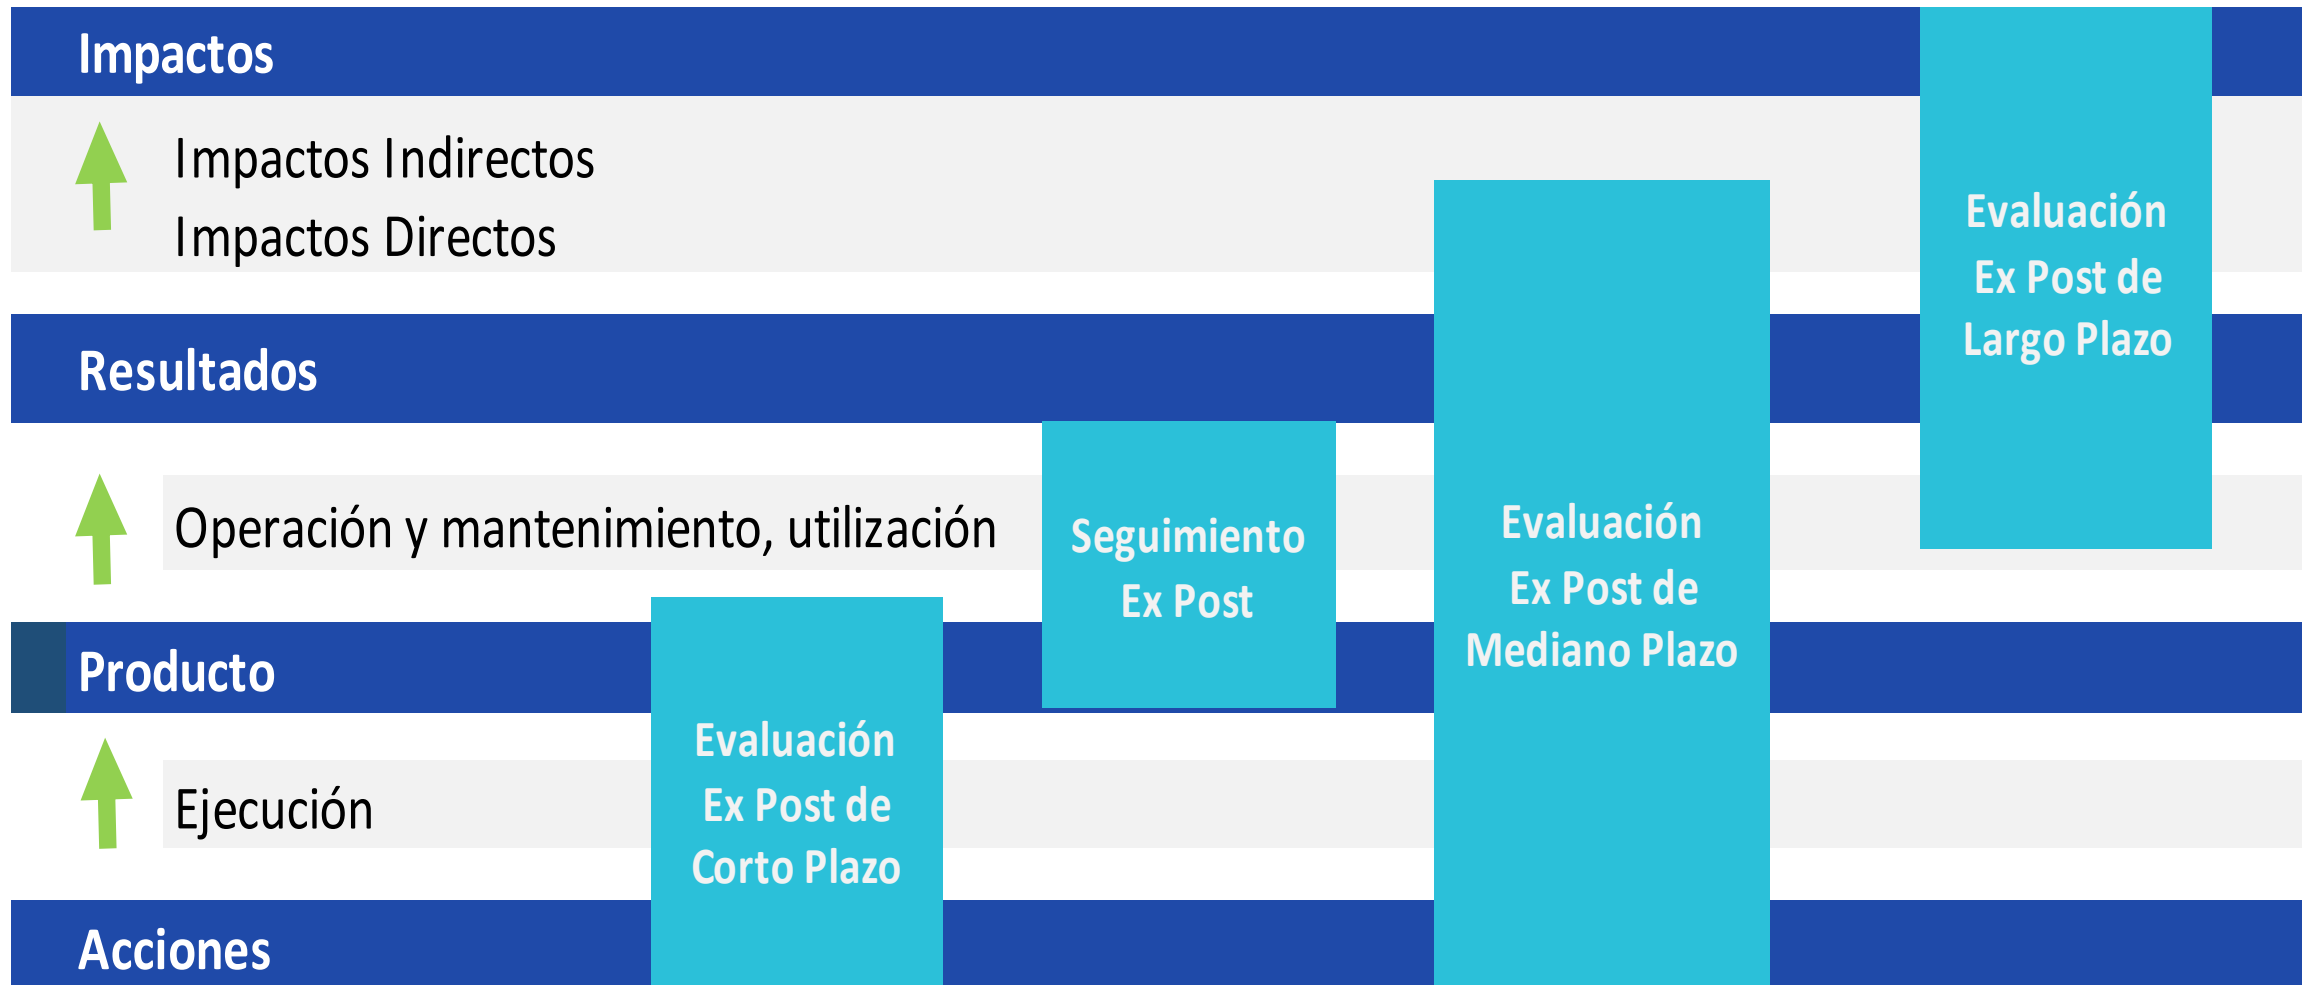 Impactos
Impactos Indirectos
Impactos Directos
Resultados
Operación y mantenimiento, utilización
Producto
Ejecución
Acciones
Evaluación
Ex Post de
Corto Plazo
Seguimiento
Ex Post
Evaluación
Ex Post de
Mediano Plazo
Evaluación
Ex Post de
Largo Plazo